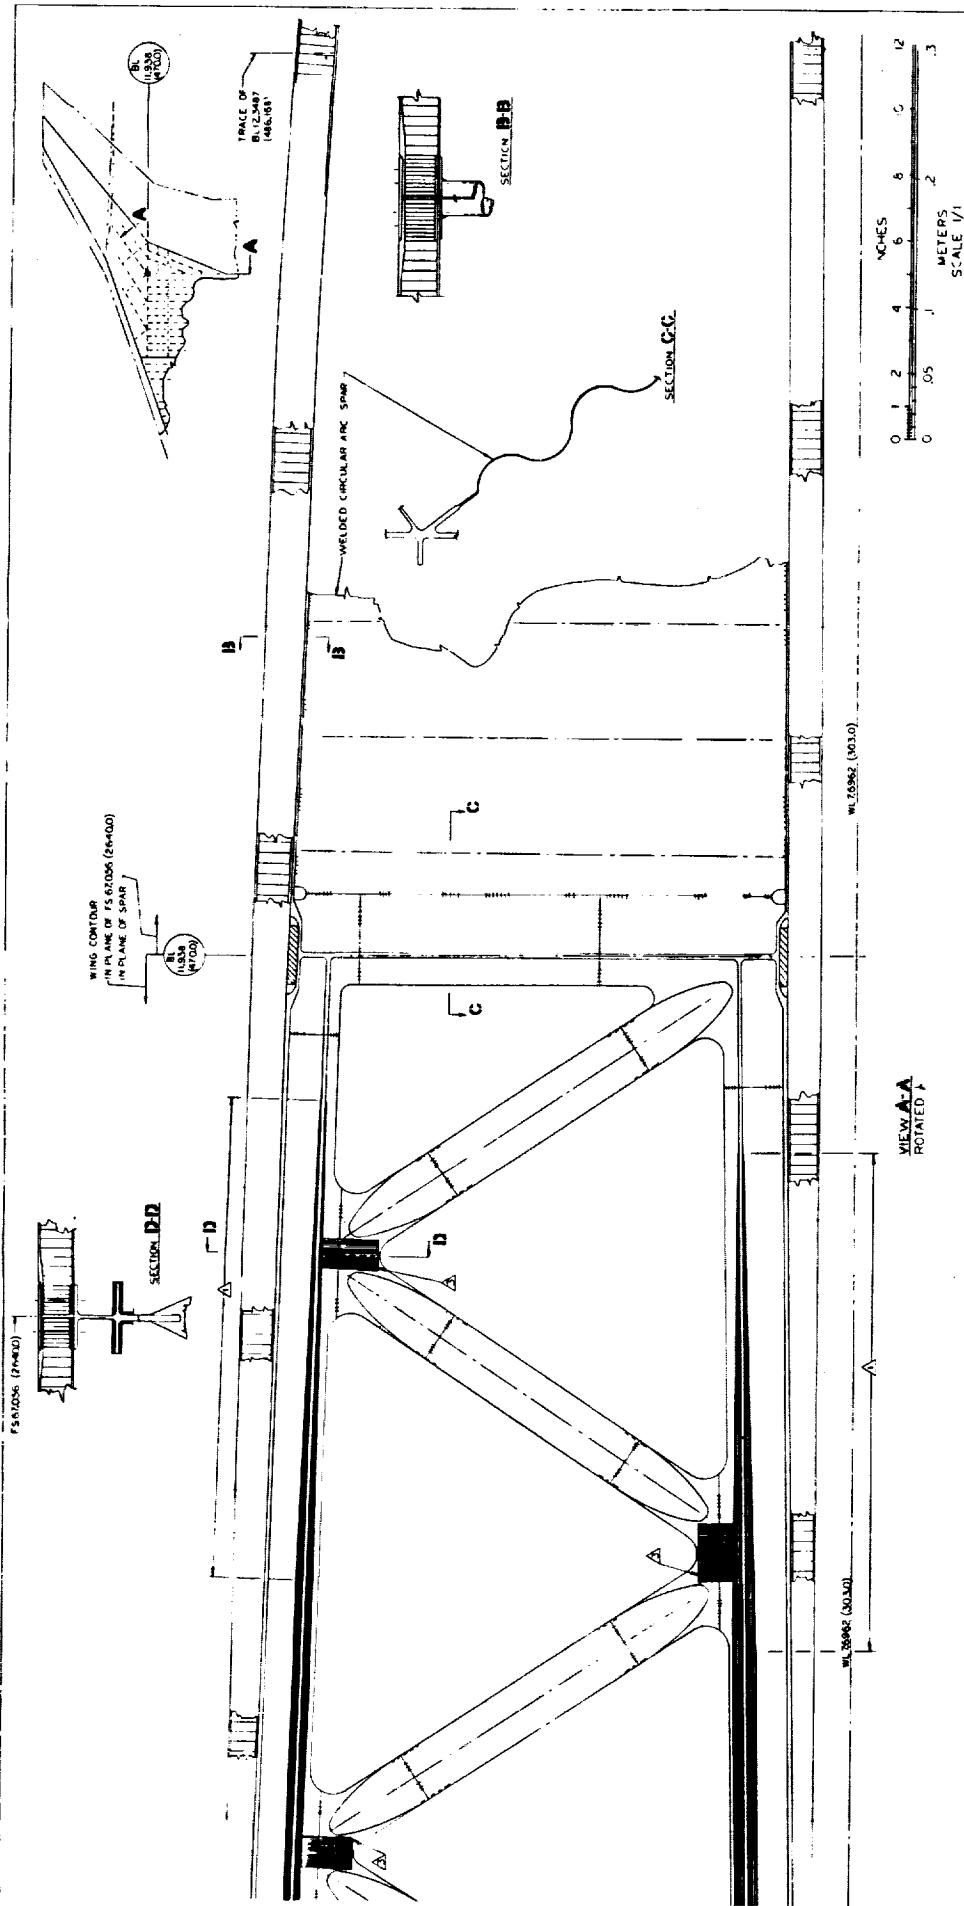 BL
11.938
(470.0)
A
A
TRACE OF
BL 12.3487
(486.168)
SECTION B-B
WELDED CIRCULAR ARC SPAR
SECTION C-C
INCHES
0 1 2 4 6 8 10 12
0 .05 .1 .2 .3
METERS
SCALE 1/1
B
B
WING CONTOUR
IN PLANE OF FS 67.056 (2640.0)
IN PLANE OF SPAR
BL
11.938
(470.0)
C
C
WL 7.6962 (303.0)
VIEW A-A
ROTATED
FS 67.056 (2640.0)
SECTION D-D
D
D
WL 7.6962 (303.0)